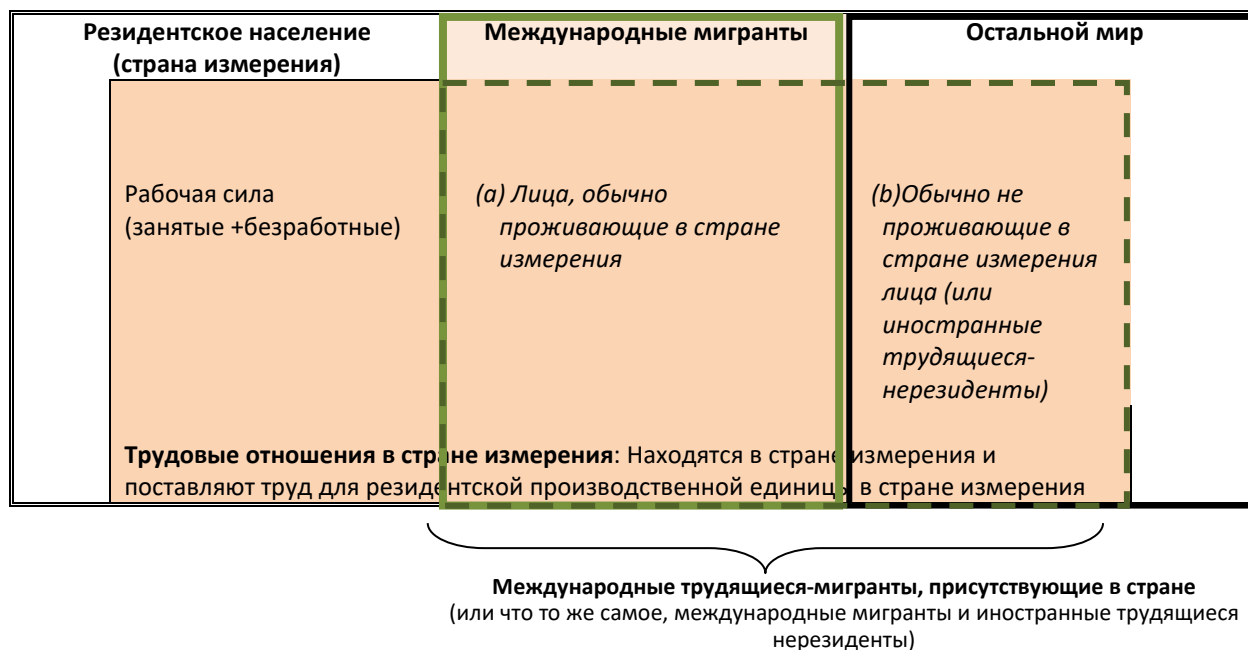 Резидентское население
(страна измерения)
Международные мигранты
Остальной мир
Рабочая сила
(занятые +безработные)
(a) Лица, обычно
проживающие в стране
измерения
(b)Обычно не
проживающие в
стране измерения
лица (или
иностранные
трудящиеся-
нерезиденты)
Трудовые отношения в стране измерения: Находятся в стране измерения и
поставляют труд для резидентской производственной единицы в стране измерения
Международные трудящиеся-мигранты, присутствующие в стране
(или что то же самое, международные мигранты и иностранные трудящиеся
нерезиденты)